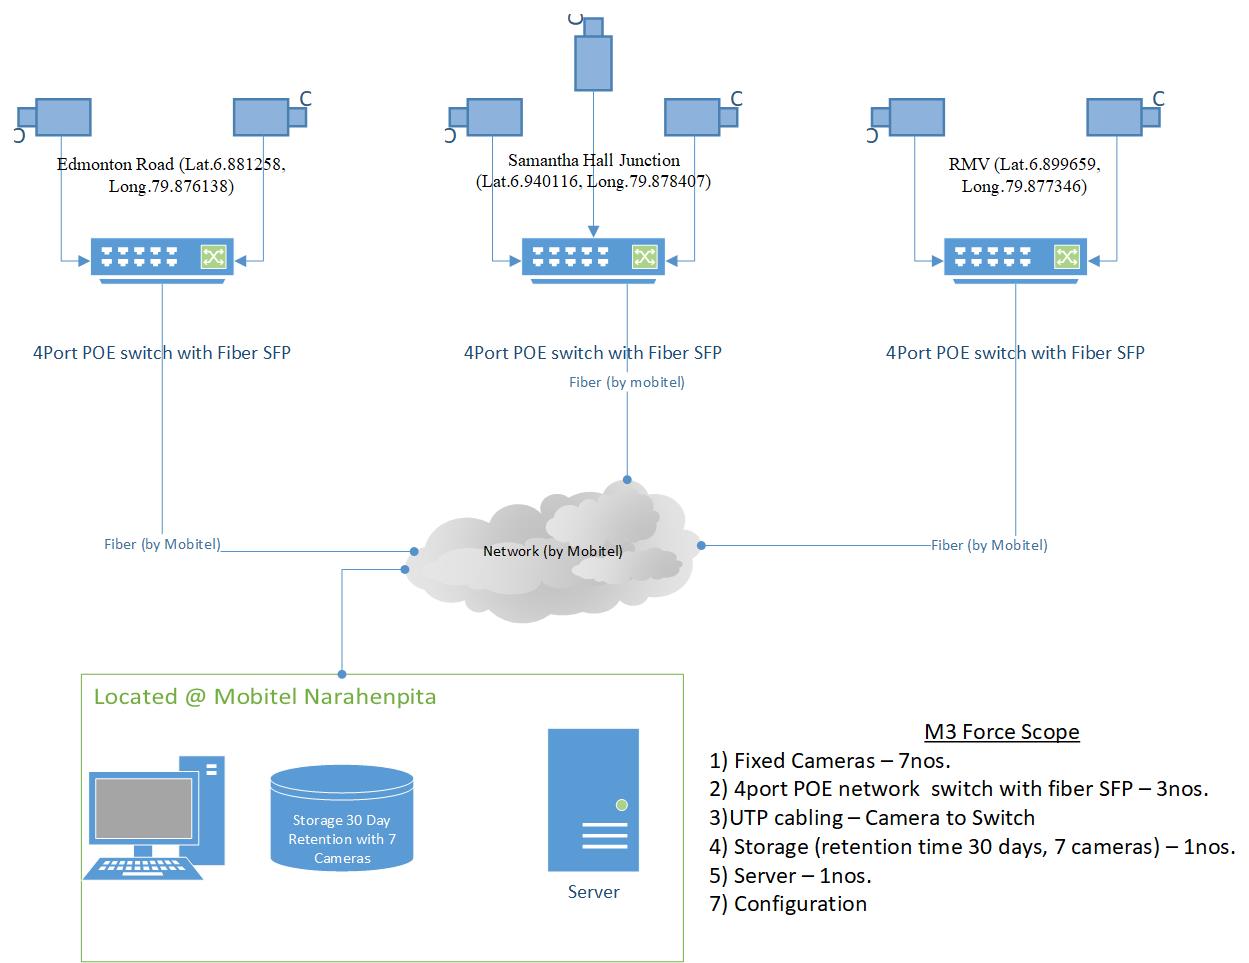 C
C
C
C
C
C
C
Edmonton Road (Lat.6.881258,
Long.79.876138)
Samantha Hall Junction
(Lat.6.940116, Long.79.878407)
RMV (Lat.6.899659,
Long.79.877346)
4Port POE switch with Fiber SFP
4Port POE switch with Fiber SFP
4Port POE switch with Fiber SFP
Fiber (by mobitel)
Fiber (by Mobitel)
Network (by Mobitel)
Fiber (by Mobitel)
Located @ Mobitel Narahenpita
Storage 30 Day
Retention with 7
Cameras
Server
M3 Force Scope
1) Fixed Cameras – 7nos.
2) 4port POE network  switch with fiber SFP – 3nos.
3)UTP cabling – Camera to Switch
4) Storage (retention time 30 days, 7 cameras) – 1nos.
5) Server – 1nos.
7) Configuration